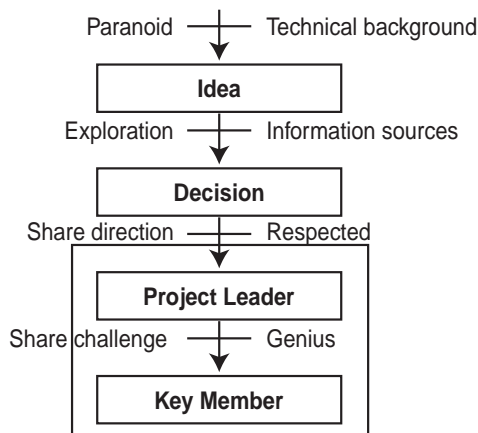 Paranoid Technical background
Idea
Exploration Information sources
Decision
Share direction Respected
Project Leader
Share challenge Genius
Key Member